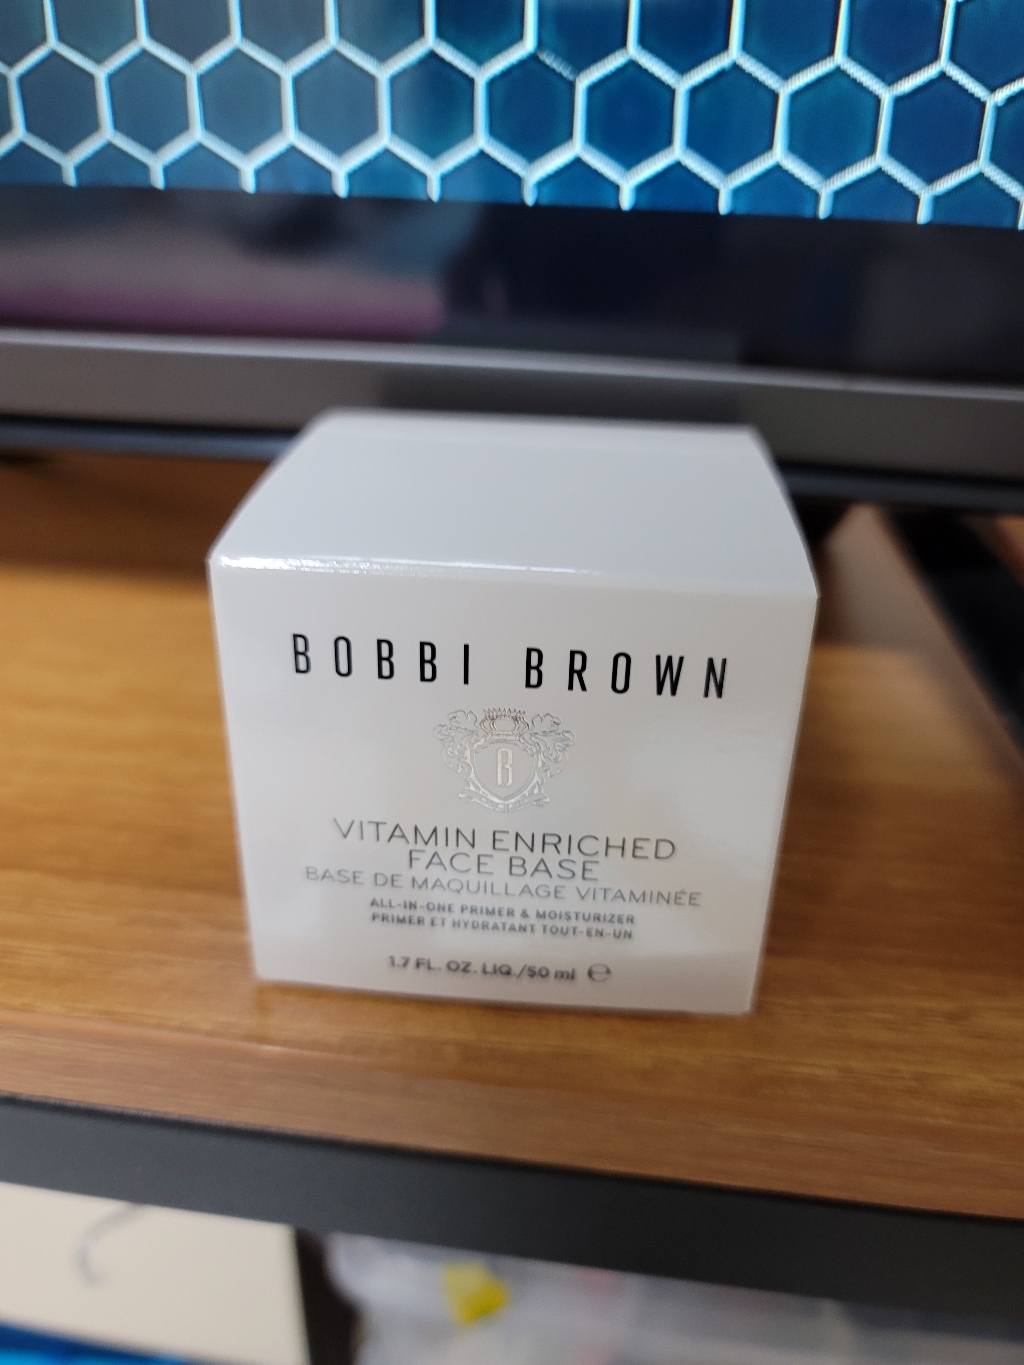 BOBBI BROWN
B
VITAMIN ENRICHED
FACE BASE
BASE DE MAQUILLAGE VITAMINÉE
ALL-IN-ONE PRIMER & MOISTURIZER
PRIMER ET HYDRATANT TOUT-EN-UN
1.7 FL. OZ. LIQ./50 ml ℮